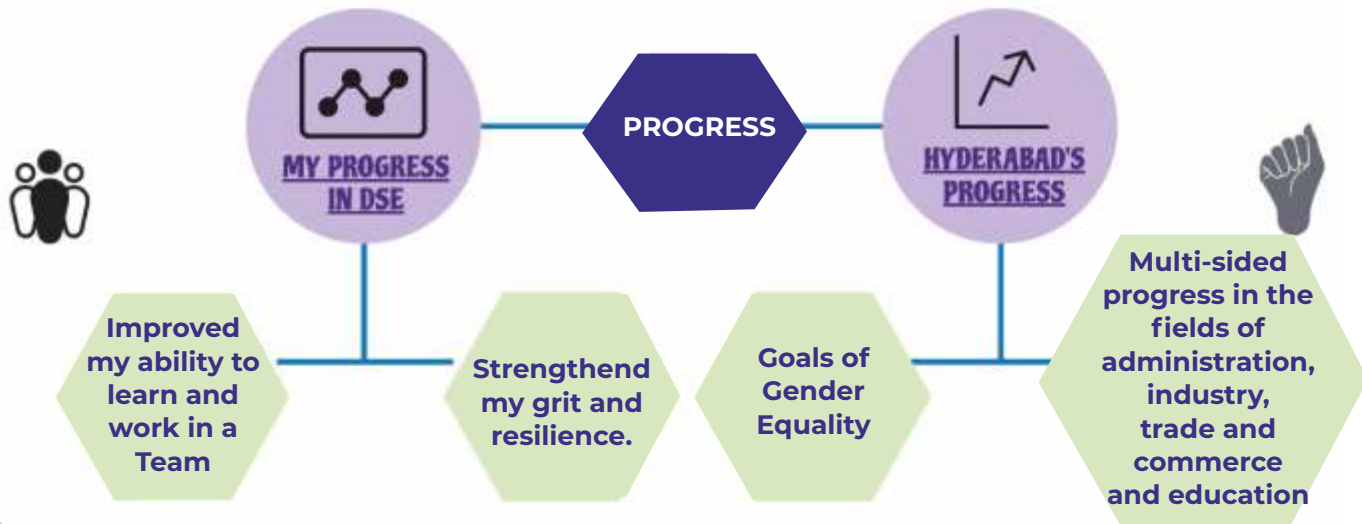 PROGRESS
MY PROGRESS
IN DSE
HYDERABAD'S
PROGRESS
Improved
my ability to
learn and
work in a
Team
Strengthend
my grit and
resilience.
Goals of
Gender
Equality
Multi-sided
progress in the
fields of
administration,
industry,
trade and
commerce
and education